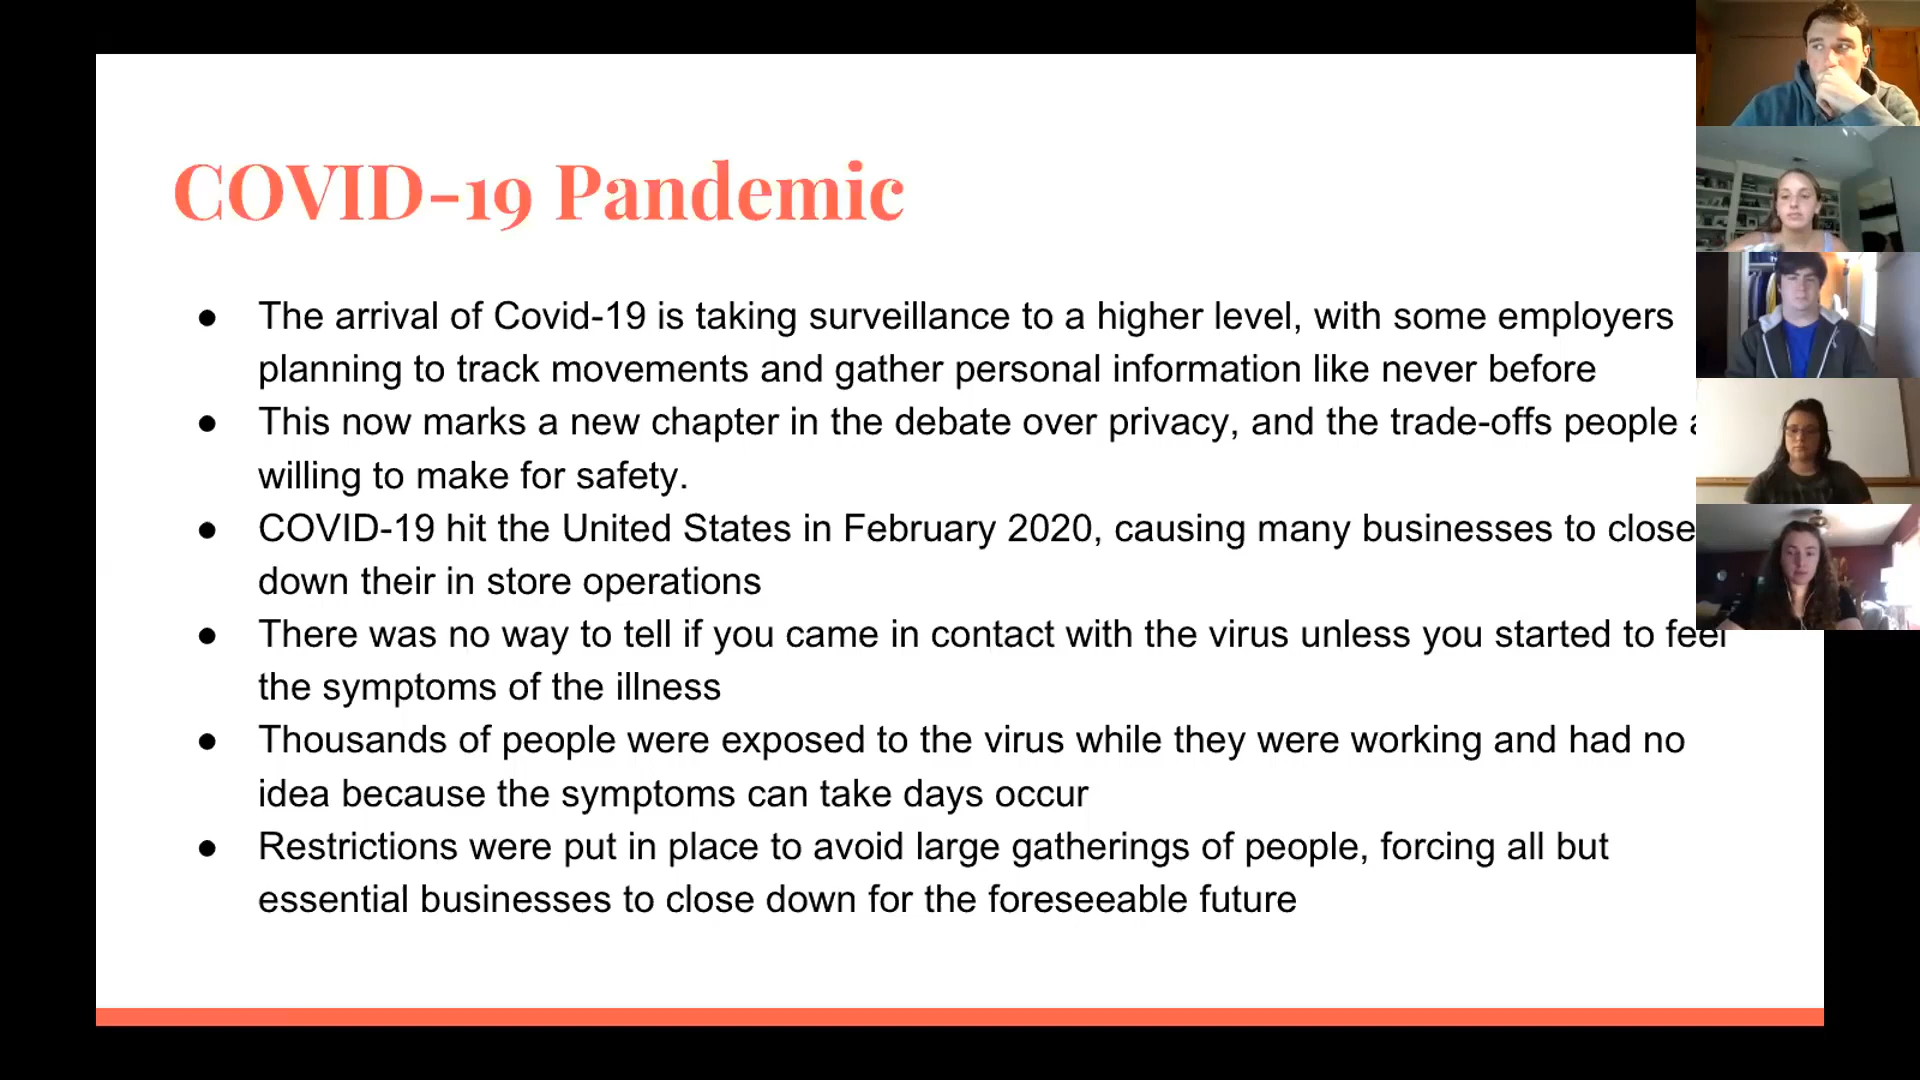 COVID-19 Pandemic
● The arrival of Covid-19 is taking surveillance to a higher level, with some employers
planning to track movements and gather personal information like never before
● This now marks a new chapter in the debate over privacy, and the trade-offs people
willing to make for safety.
● COVID-19 hit the United States in February 2020, causing many businesses to close
down their in store operations
● There was no way to tell if you came in contact with the virus unless you started to feel
the symptoms of the illness
● Thousands of people were exposed to the virus while they were working and had no
idea because the symptoms can take days occur
● Restrictions were put in place to avoid large gatherings of people, forcing all but
essential businesses to close down for the foreseeable future